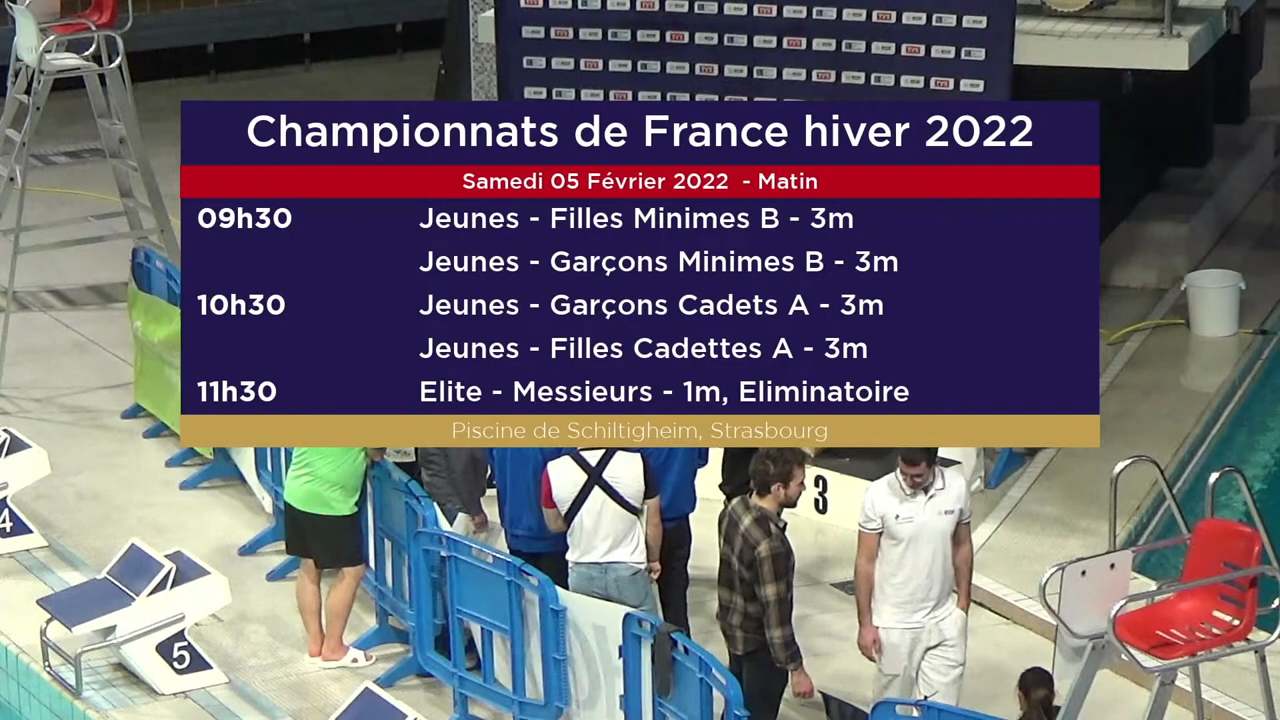 Championnats de France hiver 2022
Samedi 05 Février 2022 - Matin
09h30 Jeunes - Filles Minimes B - 3m
Jeunes - Garçons Minimes B - 3m
10h30 Jeunes - Garçons Cadets A - 3m
Jeunes - Filles Cadettes A - 3m
11h30 Elite - Messieurs - 1m, Eliminatoire
Piscine de Schiltigheim, Strasbourg
3
4
5